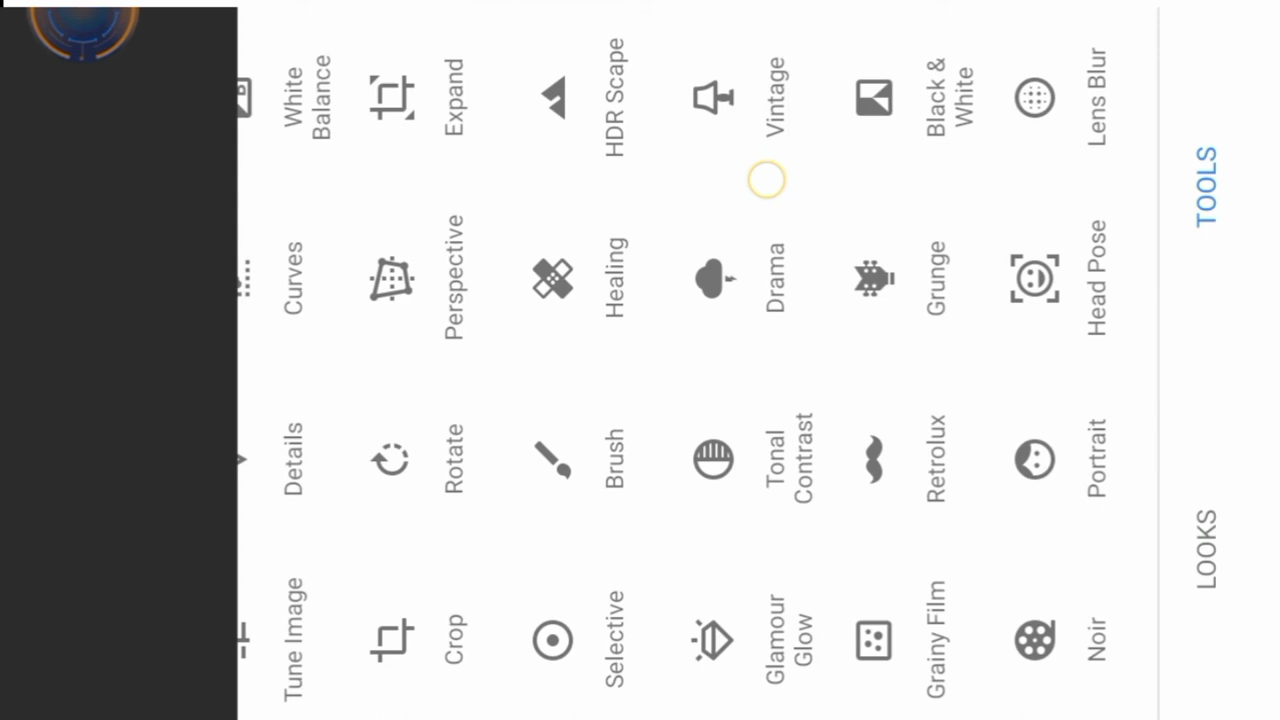 Tune Image
Details
Curves
White
Balance
Crop
Rotate
Perspective
Expand
Selective
Brush
Healing
HDR Scape
Glamour
Glow
Tonal
Contrast
Drama
Vintage
Grainy Film
Retrolux
Grunge
Black &
White
Noir
Portrait
Head Pose
Lens Blur
LOOKS
TOOLS